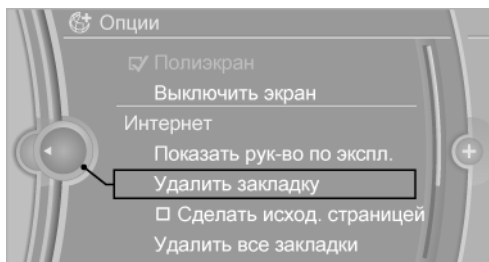 Опции
Полиэкран
Выключить экран
Интернет
Показать рук-во по экспл.
Удалить закладку
Сделать исход. страницей
Удалить все закладки